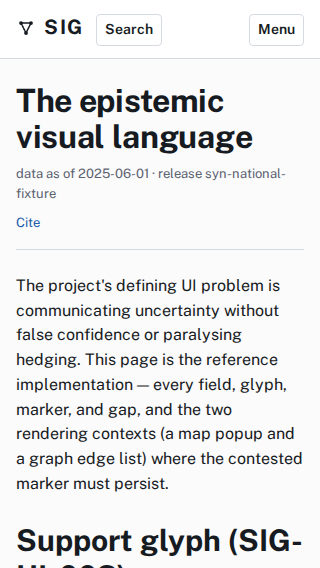 SIG
Search
Menu
The epistemic
visual language
data as of 2025-06-01 · release syn-national-
fixture
Cite
The project's defining UI problem is
communicating uncertainty without
false confidence or paralysing
hedging. This page is the reference
implementation — every field, glyph,
marker, and gap, and the two
rendering contexts (a map popup and
a graph edge list) where the contested
marker must persist.
Support glyph (SIG-